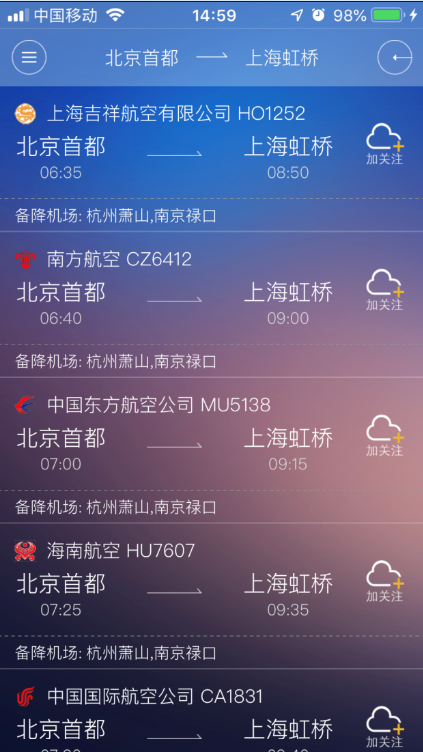 中国移动 14:59 98%
北京首都 上海虹桥
上海吉祥航空有限公司 HO1252
北京首都 上海虹桥
06:35 08:50
加关注
备降机场: 杭州萧山,南京禄口
南方航空 CZ6412
北京首都 上海虹桥
06:40 09:00
加关注
备降机场: 杭州萧山,南京禄口
中国东方航空公司 MU5138
北京首都 上海虹桥
07:00 09:15
加关注
备降机场: 杭州萧山,南京禄口
海南航空 HU7607
北京首都 上海虹桥
07:25 09:35
加关注
备降机场: 杭州萧山,南京禄口
中国国际航空公司 CA1831
北京首都 上海虹桥
加关注